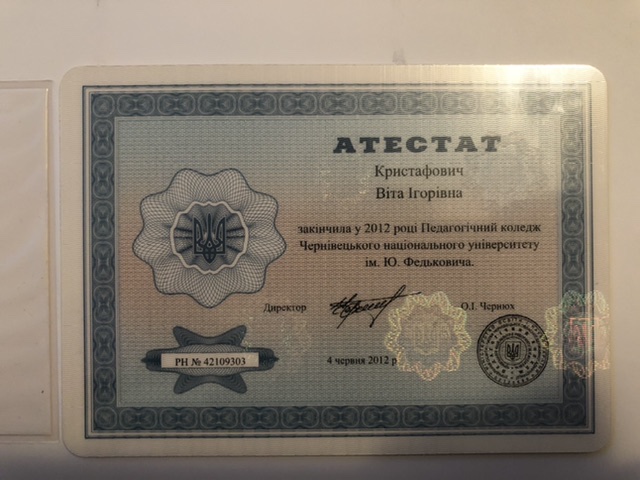 АТЕСТАТ
Кристафович
Віта Ігорівна
закінчила у 2012 році Педагогічний коледж
Чернівецького національного університету
ім. Ю. Федьковича.
Директор
О.І. Чернюх
РН № 42109303
4 червня 2012 р